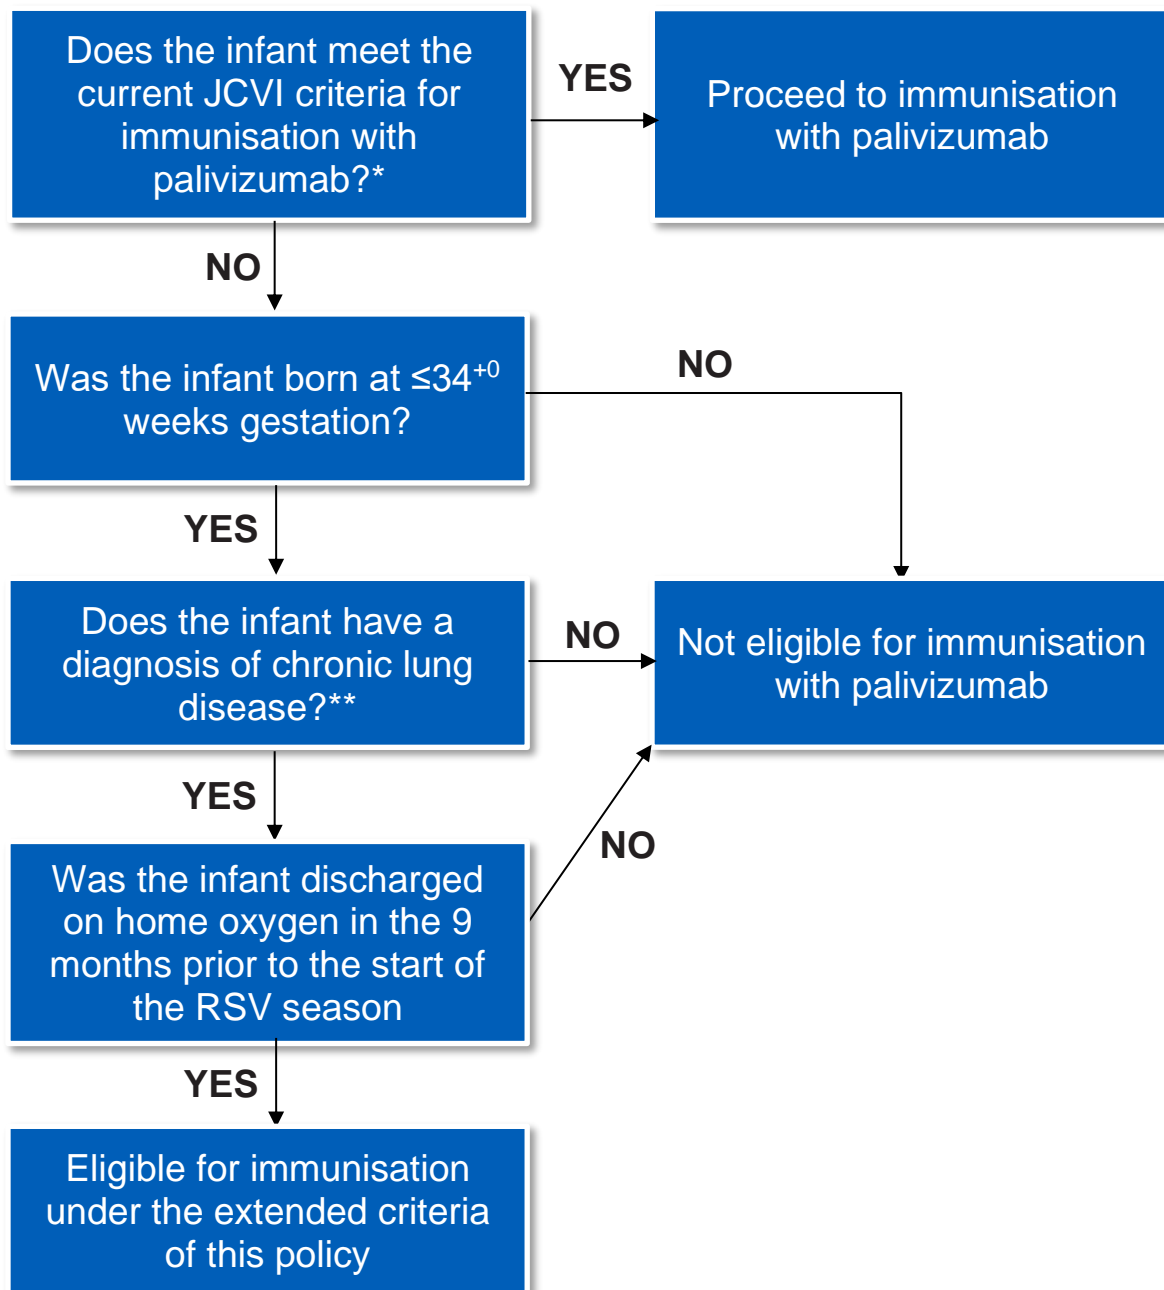 Does the infant meet the
current JCVI criteria for
immunisation with
palivizumab?*
YES
Proceed to immunisation
with palivizumab
NO
Was the infant born at ≤34⁺⁰
weeks gestation?
NO
YES
Does the infant have a
diagnosis of chronic lung
disease?**
NO
Not eligible for immunisation
with palivizumab
YES
Was the infant discharged
on home oxygen in the 9
months prior to the start of
the RSV season
NO
YES
Eligible for immunisation
under the extended criteria
of this policy